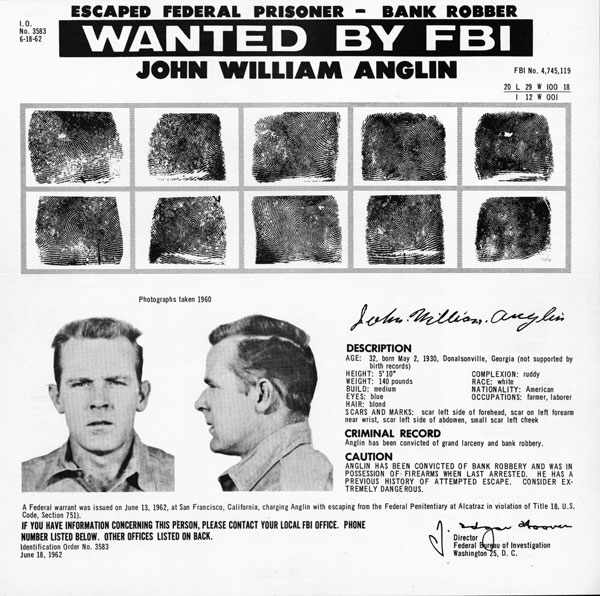 ESCAPED FEDERAL PRISONER - BANK ROBBER
I.O.
No. 3583
6-18-62
WANTED BY FBI
JOHN WILLIAM ANGLIN
FBI No. 4,745,119
20 L 29 W 100 18
1 12 W 001
Photographs taken 1960
John William Anglin
DESCRIPTION
AGE: 32, born May 2, 1930, Donalsonville, Georgia (not supported by
birth records)
HEIGHT: 5'10"
WEIGHT: 140 pounds
BUILD: medium
EYES: blue
HAIR: blond
COMPLEXION: ruddy
RACE: white
NATIONALITY: American
OCCUPATIONS: farmer, laborer
SCARS AND MARKS: scar left side of forehead, scar on left forearm
near wrist, scar left side of abdomen, small scar left cheek
CRIMINAL RECORD
Anglin has been convicted of grand larceny and bank robbery.
CAUTION
ANGLIN HAS BEEN CONVICTED OF BANK ROBBERY AND WAS IN
POSSESSION OF FIREARMS WHEN LAST ARRESTED. HE HAS A
PREVIOUS HISTORY OF ATTEMPTED ESCAPE. CONSIDER EX-
TREMELY DANGEROUS.
A Federal warrant was issued on June 13, 1962, at San Francisco, California, charging Anglin with escaping from the Federal Penitentiary at Alcatraz in violation of Title 18, U.S.
Code, Section 751).
IF YOU HAVE INFORMATION CONCERNING THIS PERSON, PLEASE CONTACT YOUR LOCAL FBI OFFICE. PHONE
NUMBER LISTED BELOW. OTHER OFFICES LISTED ON BACK.
Identification Order No. 3583
June 18, 1962
J. Edgar Hoover
Director
Federal Bureau of Investigation
Washington 25, D. C.